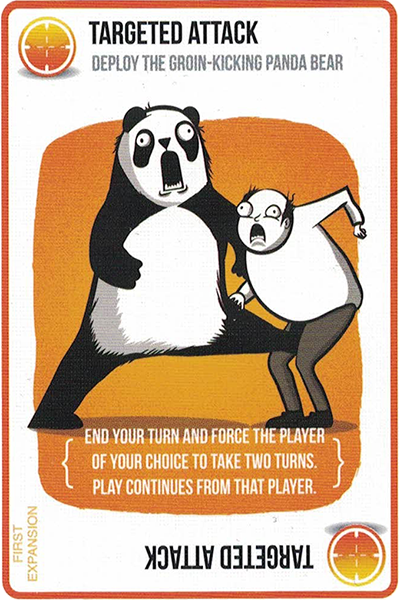 TARGETED ATTACK
DEPLOY THE GROIN-KICKING PANDA BEAR
END YOUR TURN AND FORCE THE PLAYER
OF YOUR CHOICE TO TAKE TWO TURNS.
PLAY CONTINUES FROM THAT PLAYER.
FIRST
EXPANSION
TARGETED ATTACK